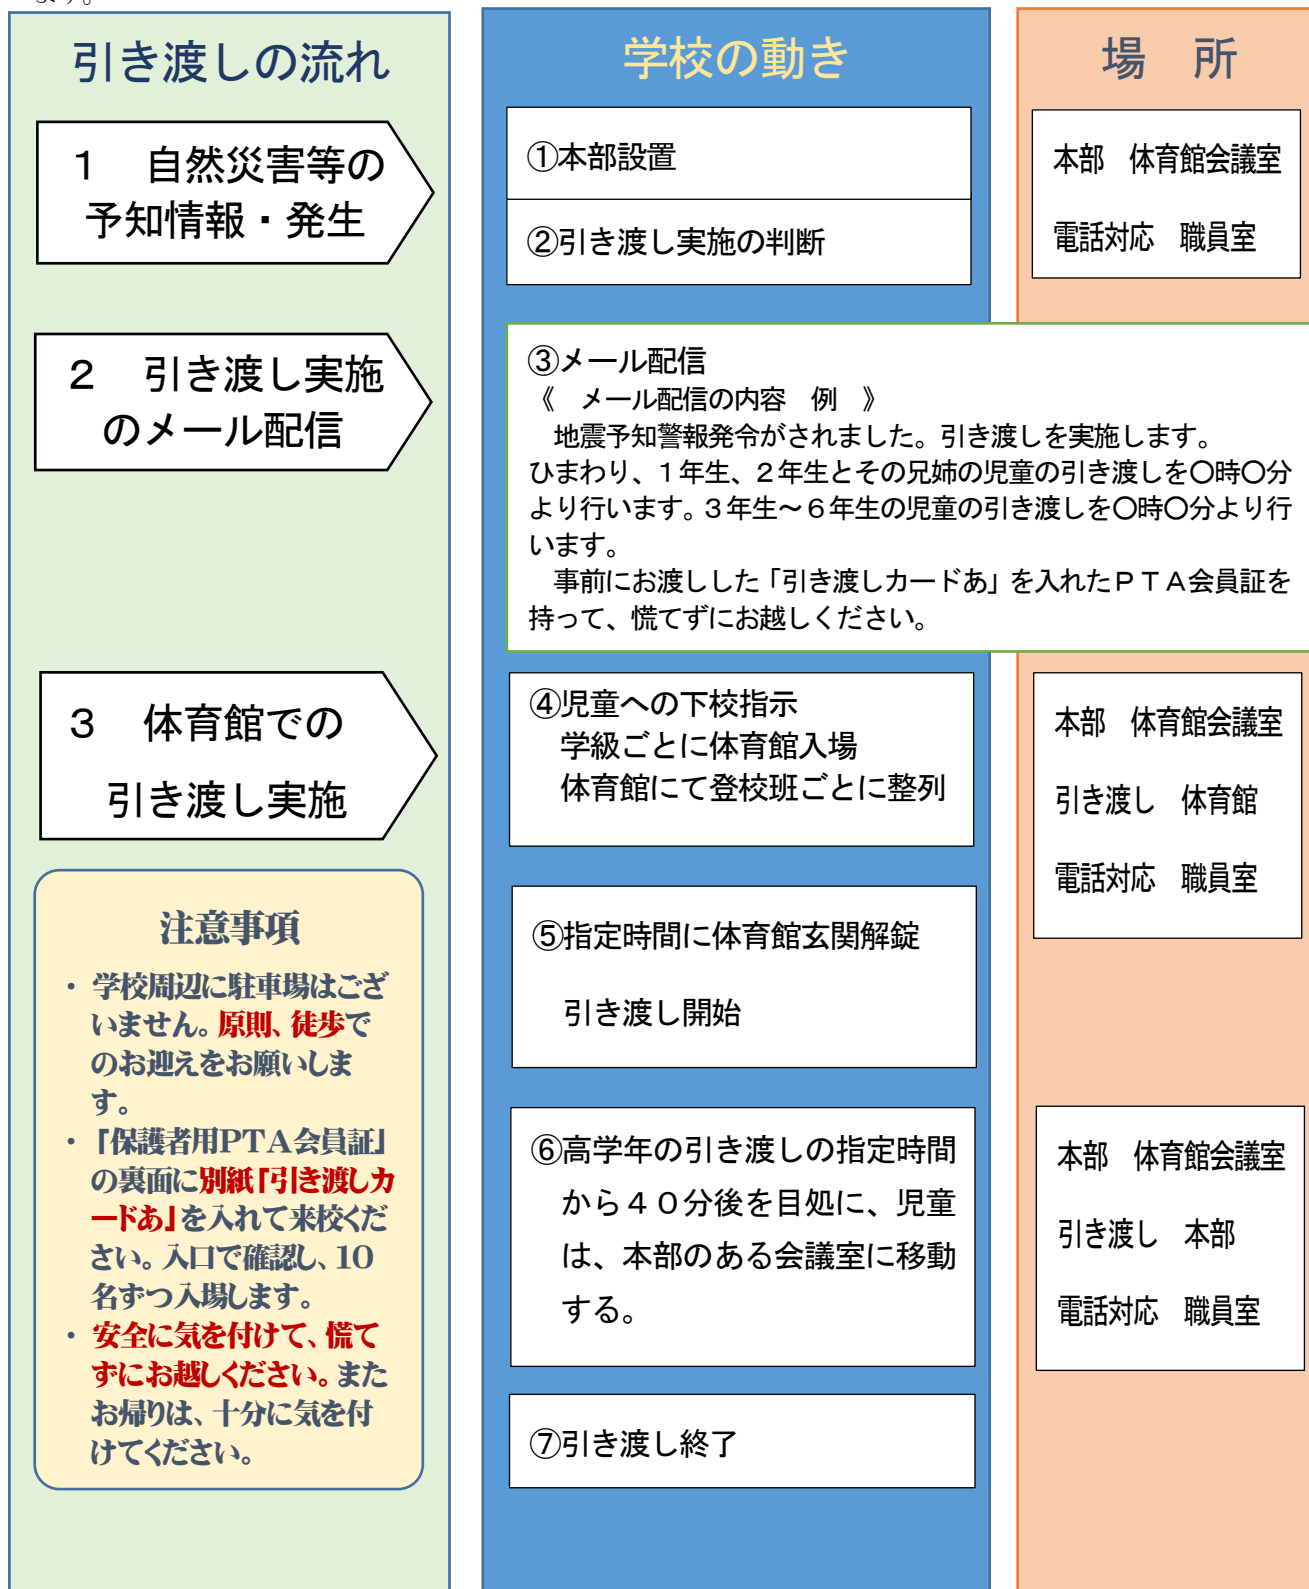 ます。
引き渡しの流れ
1　自然災害等の
予知情報・発生
2　引き渡し実施
のメール配信
3　体育館での
引き渡し実施
注意事項
・ 学校周辺に駐車場はござ
いません。原則、徒歩で
のお迎えをお願いしま
す。
・ 「保護者用PTA会員証」
の裏面に別紙「引き渡しカ
ードあ」を入れて来校くだ
さい。入口で確認し、10
名ずつ入場します。
・ 安全に気を付けて、慌て
ずにお越しください。また
お帰りは、十分に気を付
けてください。
学校の動き
①本部設置
②引き渡し実施の判断
③メール配信
《　メール配信の内容　例　》
地震予知警報発令がされました。引き渡しを実施します。
ひまわり、1年生、2年生とその兄姉の児童の引き渡しを〇時〇分
より行います。3年生～6年生の児童の引き渡しを〇時〇分より行
います。
事前にお渡しした「引き渡しカードあ」を入れたPTA会員証を
持って、慌てずにお越しください。
④児童への下校指示
学級ごとに体育館入場
体育館にて登校班ごとに整列
⑤指定時間に体育館玄関解錠
引き渡し開始
⑥高学年の引き渡しの指定時間
から40分後を目処に、児童
は、本部のある会議室に移動
する。
⑦引き渡し終了
場　所
本部　体育館会議室
電話対応　職員室
本部　体育館会議室
引き渡し　体育館
電話対応　職員室
本部　体育館会議室
引き渡し　本部
電話対応　職員室